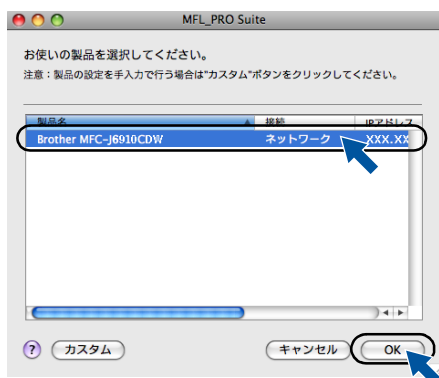 MFL_PRO Suite
お使いの製品を選択してください。
注意：製品の設定を手入力で行う場合は"カスタム"ボタンをクリックしてください。
製品名 接続 IPアドレス
Brother MFC-J6910CDW ネットワーク XXX.XX
? カスタム キャンセル OK